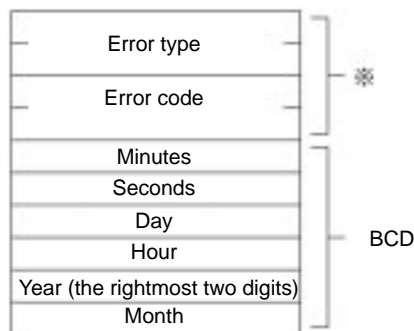 Error type
※
Error code
Minutes
Seconds
Day
BCD
Hour
Year (the rightmost two digits)
Month